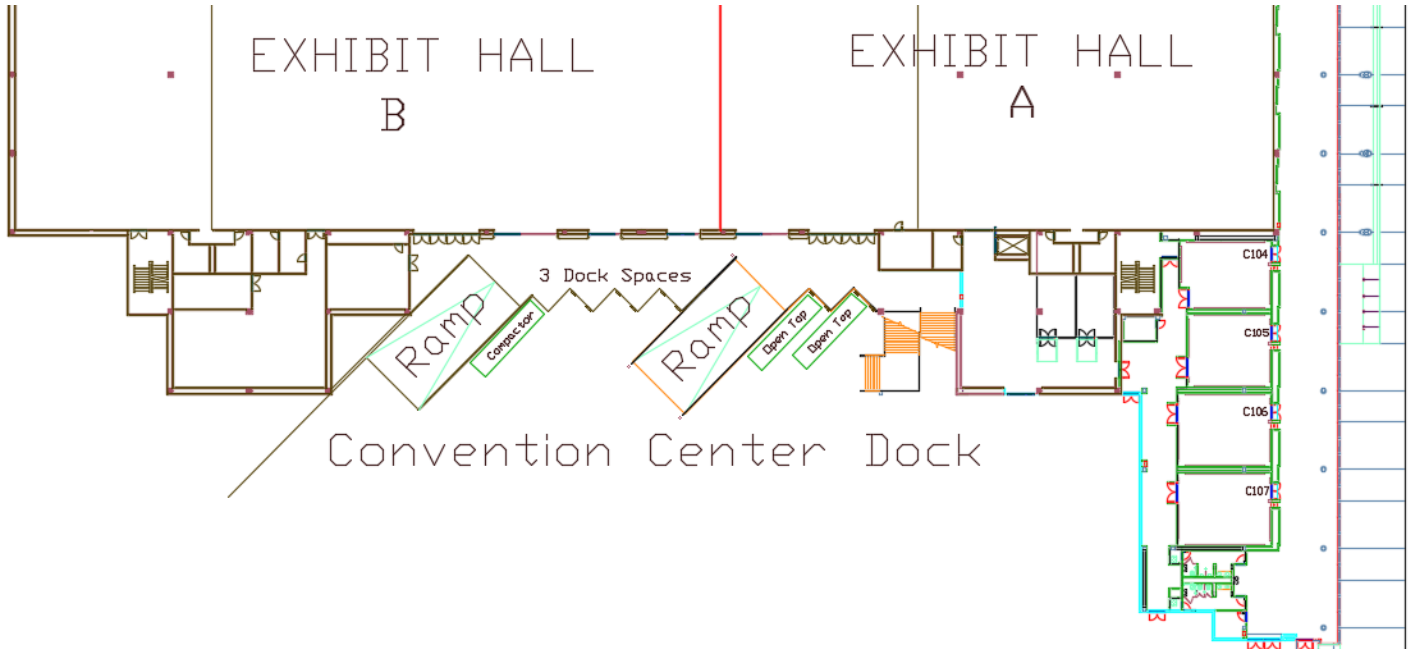 EXHIBIT HALL
B
EXHIBIT HALL
A
3 Dock Spaces
Ramp
Compactor
Ramp
Open Top
Open Top
Convention Center Dock
C104
C105
C106
C107